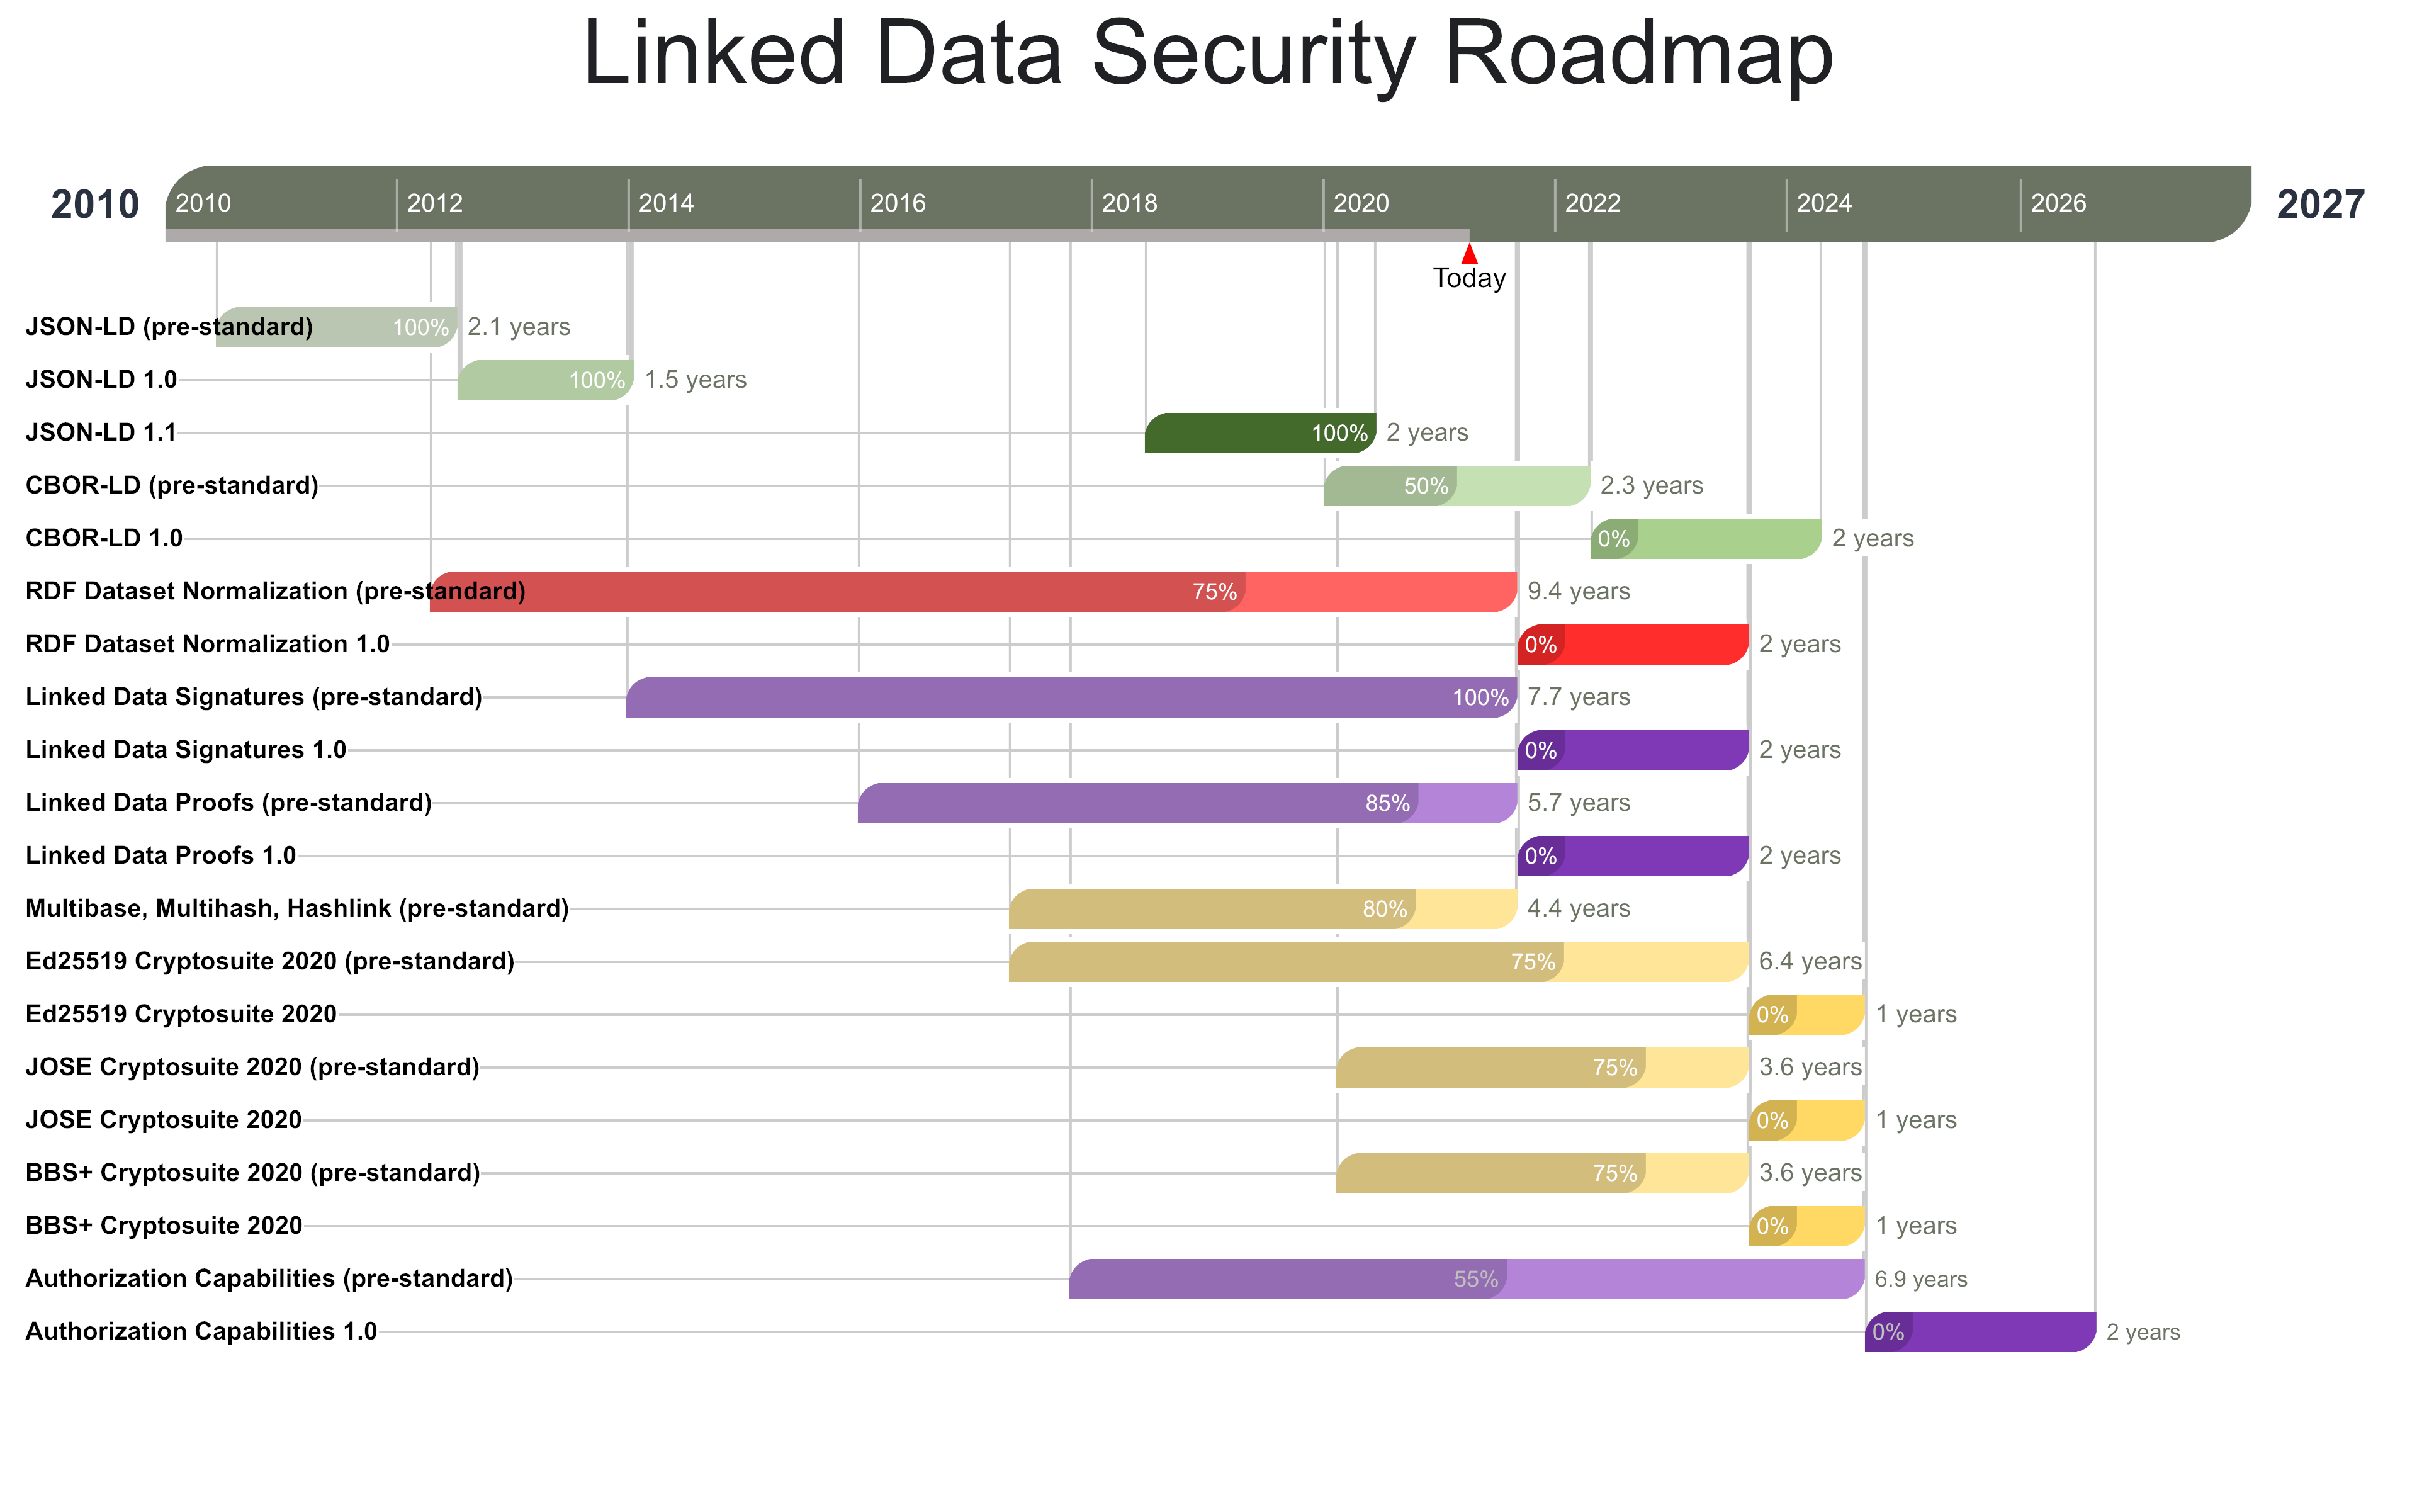 Linked Data Security Roadmap
2010 2010 2012 2014 2016 2018 2020 2022 2024 2026 2027
Today
JSON-LD (pre-standard) 100% 2.1 years
JSON-LD 1.0 100% 1.5 years
JSON-LD 1.1 100% 2 years
CBOR-LD (pre-standard) 50% 2.3 years
CBOR-LD 1.0 0% 2 years
RDF Dataset Normalization (pre-standard) 75% 9.4 years
RDF Dataset Normalization 1.0 0% 2 years
Linked Data Signatures (pre-standard) 100% 7.7 years
Linked Data Signatures 1.0 0% 2 years
Linked Data Proofs (pre-standard) 85% 5.7 years
Linked Data Proofs 1.0 0% 2 years
Multibase, Multihash, Hashlink (pre-standard) 80% 4.4 years
Ed25519 Cryptosuite 2020 (pre-standard) 75% 6.4 years
Ed25519 Cryptosuite 2020 0% 1 years
JOSE Cryptosuite 2020 (pre-standard) 75% 3.6 years
JOSE Cryptosuite 2020 0% 1 years
BBS+ Cryptosuite 2020 (pre-standard) 75% 3.6 years
BBS+ Cryptosuite 2020 0% 1 years
Authorization Capabilities (pre-standard) 55% 6.9 years
Authorization Capabilities 1.0 0% 2 years